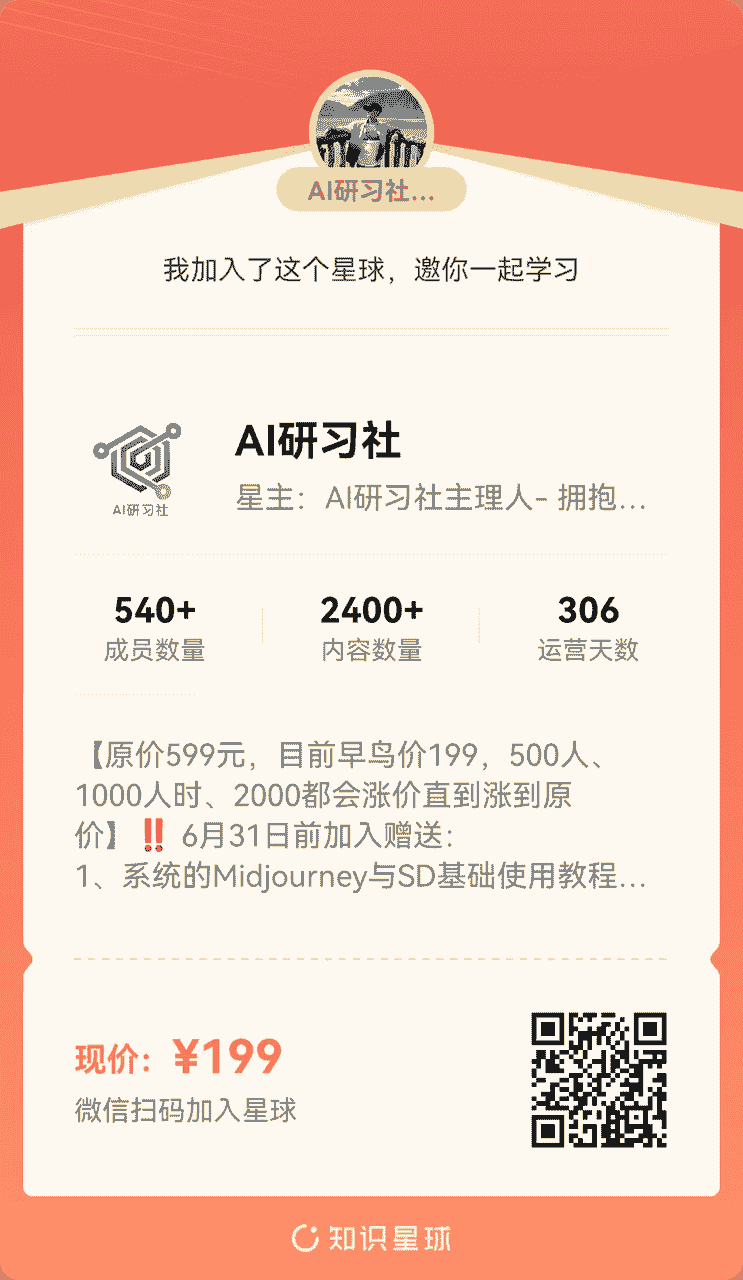 AI研习社...
我加入了这个星球，邀你一起学习
AI研习社
AI研习社
星主：AI研习社主理人- 拥抱...
540+
成员数量
2400+
内容数量
306
运营天数
【原价599元，目前早鸟价199，500人、
1000人时、2000都会涨价直到涨到原
价】‼️ 6月31日前加入赠送：
1、系统的Midjourney与SD基础使用教程...
现价：¥199
微信扫码加入星球
知识星球